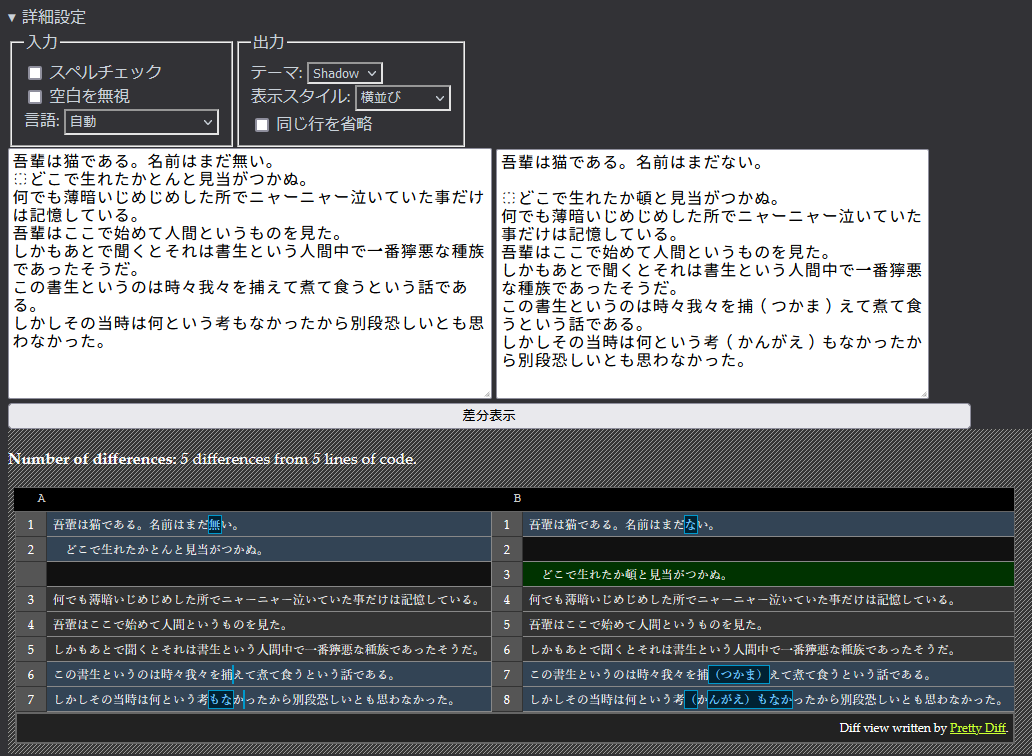 ▼ 詳細設定
入力
スペルチェック
空白を無視
言語: 自動
出力
テーマ: Shadow
表示スタイル: 横並び
同じ行を省略
吾輩は猫である。名前はまだ無い。
　どこで生れたかとんと見当がつかぬ。
何でも薄暗いじめじめした所でニャーニャー泣いていた事だけ
は記憶している。
吾輩はここで始めて人間というものを見た。
しかもあとで聞くとそれは書生という人間中で一番獰悪な種族
であったそうだ。
この書生というのは時々我々を捕えて煮て食うという話であ
る。
しかしその当時は何という考もなかったから別段恐しいとも思
わなかった。
吾輩は猫である。名前はまだない。

　どこで生れたか頓と見当がつかぬ。
何でも薄暗いじめじめした所でニャーニャー泣いていた
事だけは記憶している。
吾輩はここで始めて人間というものを見た。
しかもあとで聞くとそれは書生という人間中で一番獰悪
な種族であったそうだ。
この書生というのは時々我々を捕（つかま）えて煮て食
うという話である。
しかしその当時は何という考（かんがえ）もなかったか
ら別段恐しいとも思わなかった。
差分表示
Number of differences: 5 differences from 5 lines of code.
A B
1 吾輩は猫である。名前はまだ無い。 1 吾輩は猫である。名前はまだない。
2 　どこで生れたかとんと見当がつかぬ。 2
3 　どこで生れたか頓と見当がつかぬ。
3 何でも薄暗いじめじめした所でニャーニャー泣いていた事だけは記憶している。 4 何でも薄暗いじめじめした所でニャーニャー泣いていた事だけは記憶している。
4 吾輩はここで始めて人間というものを見た。 5 吾輩はここで始めて人間というものを見た。
5 しかもあとで聞くとそれは書生という人間中で一番獰悪な種族であったそうだ。 6 しかもあとで聞くとそれは書生という人間中で一番獰悪な種族であったそうだ。
6 この書生というのは時々我々を捕えて煮て食うという話である。 7 この書生というのは時々我々を捕（つかま）えて煮て食うという話である。
7 しかしその当時は何という考もなかったから別段恐しいとも思わなかった。 8 しかしその当時は何という考（かんがえ）もなかったから別段恐しいとも思わなかった。
Diff view written by Pretty Diff.